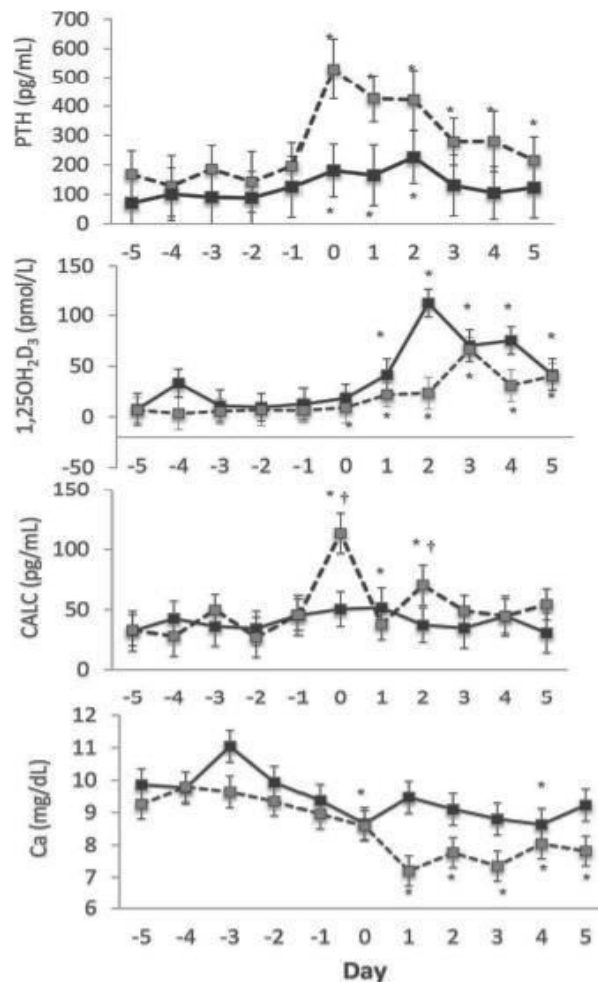 700
600
500
400
300
200
100
0
PTH (pg/mL)
* * * * * *
* * *
-5 -4 -3 -2 -1 0 1 2 3 4 5
150
100
50
0
-50
1,25OH₂D₃ (pmol/L)
* * * * *
* * * * * *
-5 -4 -3 -2 -1 0 1 2 3 4 5
150
100
50
0
CALC (pg/mL)
* † * * †
-5 -4 -3 -2 -1 0 1 2 3 4 5
12
11
10
9
8
7
6
Ca (mg/dL)
* *
* * * * *
-5 -4 -3 -2 -1 0 1 2 3 4 5
Day